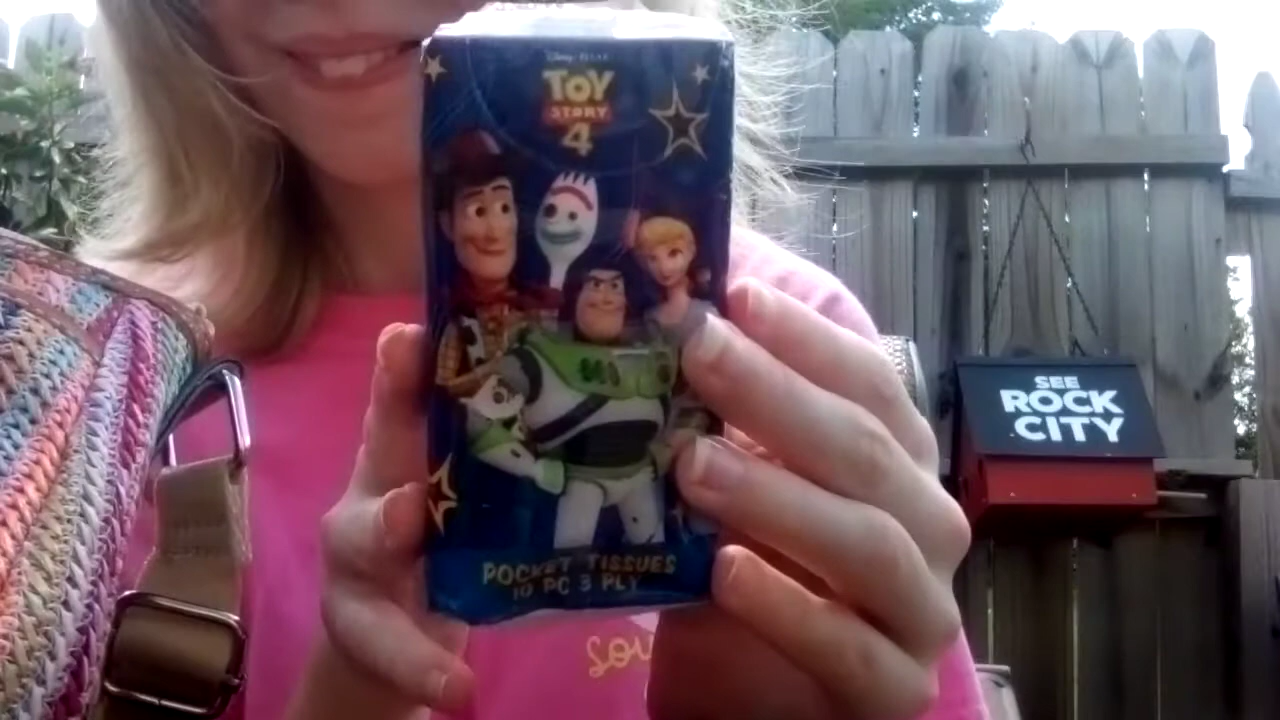 Disney PIXAR
TOY
STORY
4
POCKET TISSUES
10 PC 3 PLY
SEE
ROCK
CITY